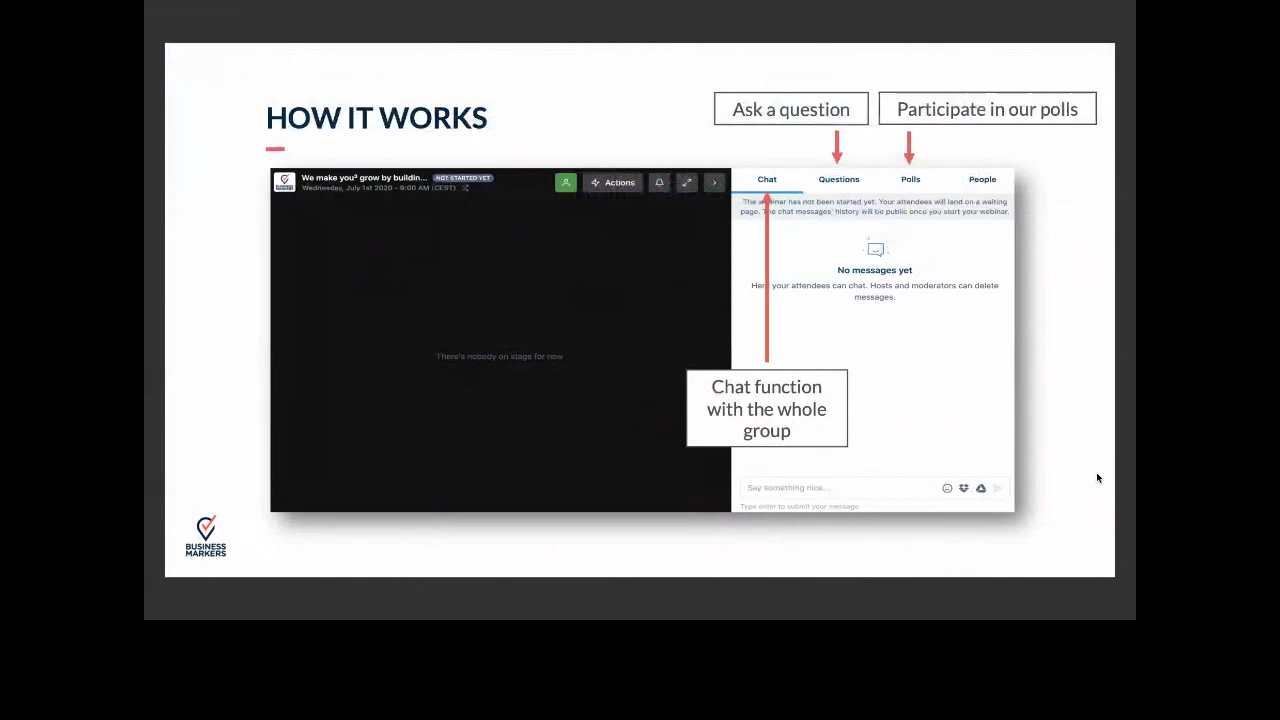 HOW IT WORKS
Ask a question
Participate in our polls
We make you³ grow by buildin...
NOT STARTED YET
Wednesday, July 1st 2020 - 9:00 AM (CEST)
Actions
Chat
Questions
Polls
People
The webinar has not been started yet. Your attendees will land on a waiting
page. The chat messages' history will be public once you start your webinar.
No messages yet
Here your attendees can chat. Hosts and moderators can delete
messages.
There's nobody on stage for now
Chat function
with the whole
group
Say something nice...
Type enter to submit your message
BUSINESS
MARKERS